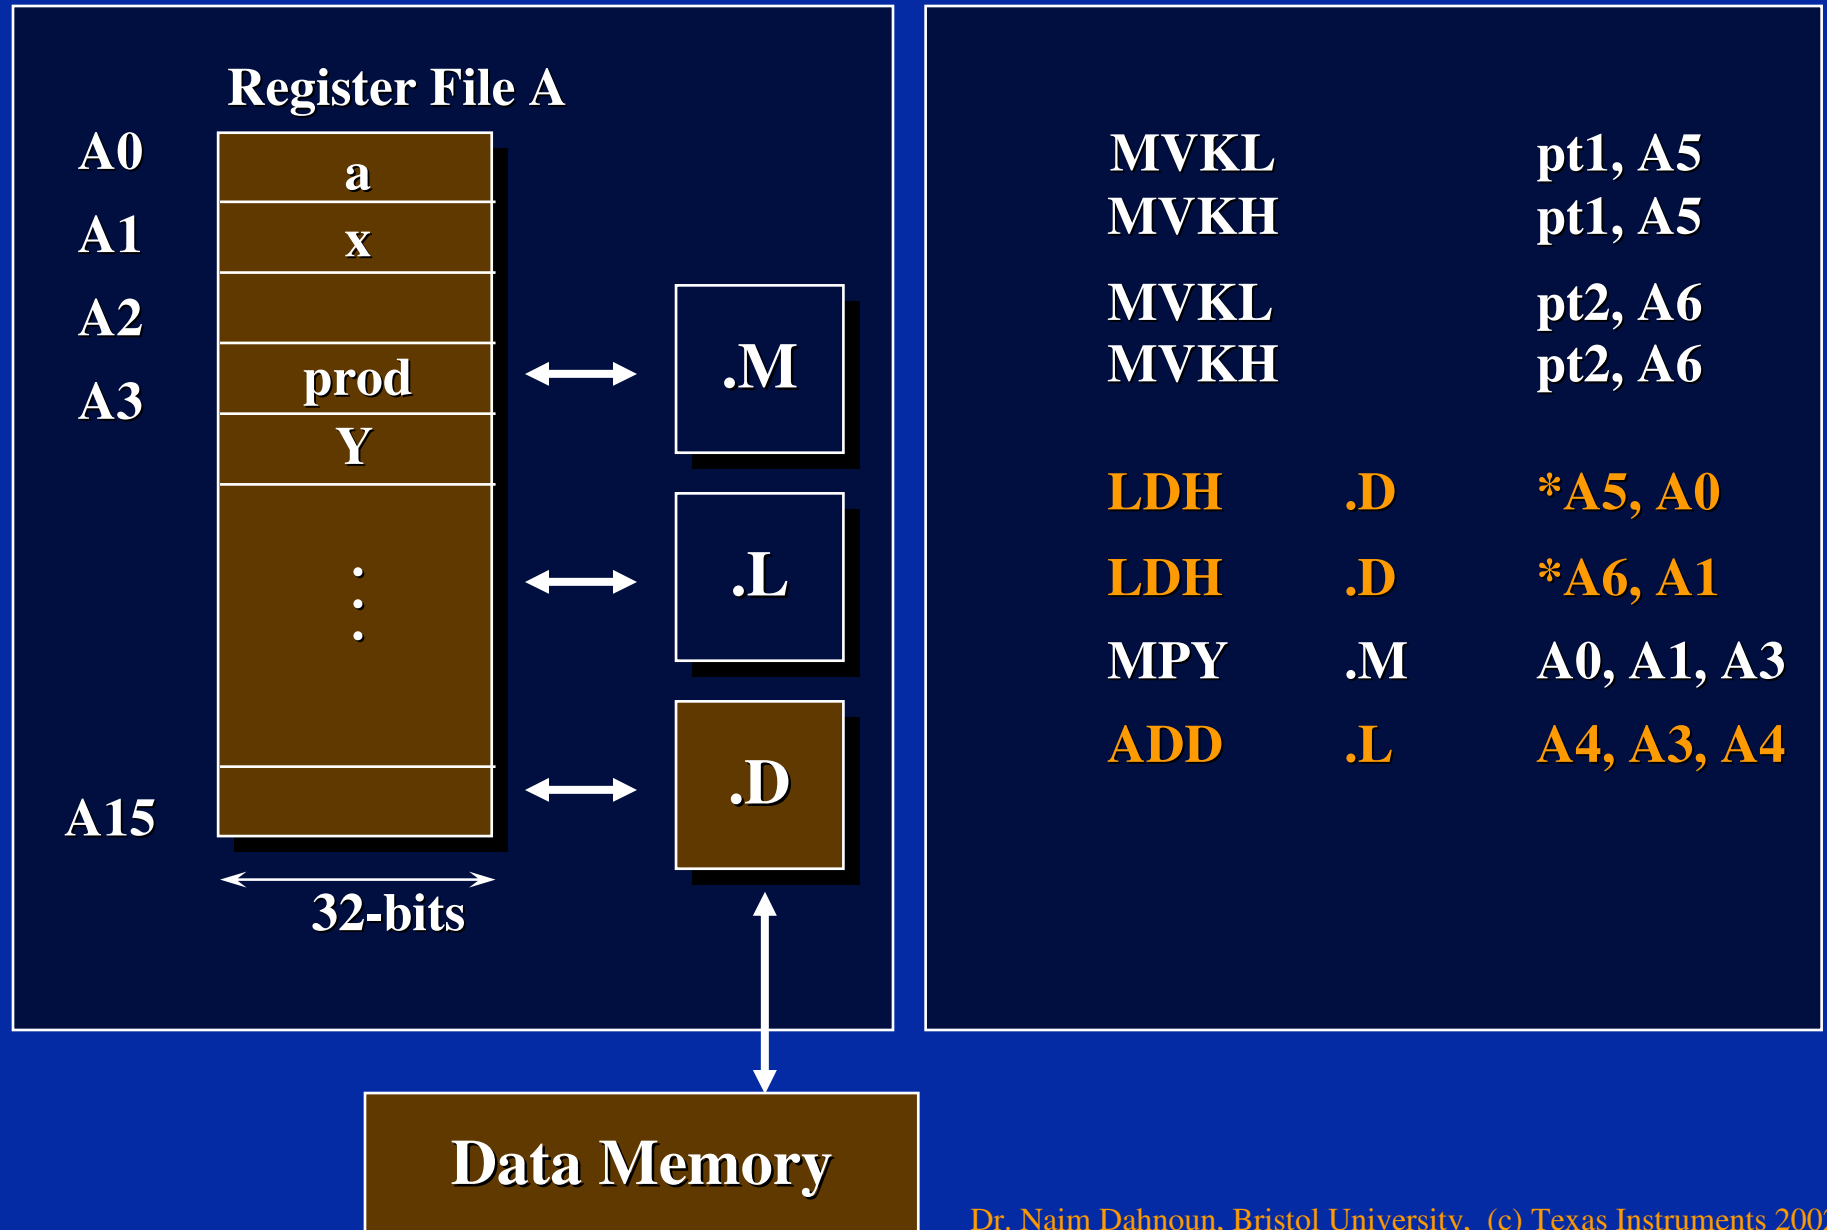 Register File A
A0
a
A1
x
A2
A3
prod
Y
.
.
.
A15
32-bits
.M
.L
.D
Data Memory
MVKL pt1, A5
MVKH pt1, A5
MVKL pt2, A6
MVKH pt2, A6
LDH .D *A5, A0
LDH .D *A6, A1
MPY .M A0, A1, A3
ADD .L A4, A3, A4
Dr. Naim Dahnoun, Bristol University, (c) Texas Instruments